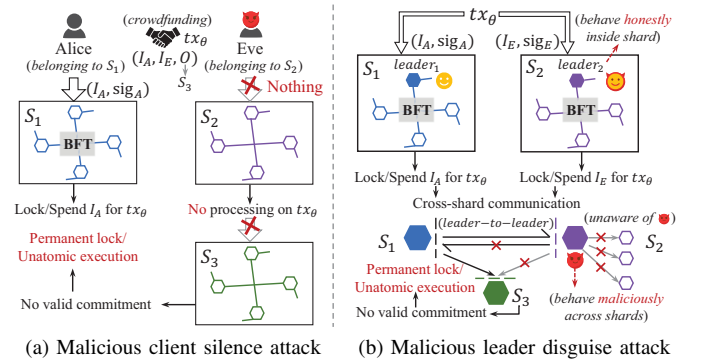 (crowdfunding)
tx_θ
Alice
Eve
(belonging to S_1)
(I_A, I_E, O)
(belonging to S_2)
S_3
(I_A, sig_A)
Nothing
S_1
BFT
S_2
Lock/Spend I_A for tx_θ
No processing on tx_θ
Permanent lock/
Unatomic execution
S_3
No valid commitment
(a) Malicious client silence attack
tx_θ
(I_A, sig_A)
(I_E, sig_E)
(behave honestly
inside shard)
S_1
leader_1
BFT
S_2
leader_2
BFT
Lock/Spend I_A for tx_θ
Lock/Spend I_E for tx_θ
Cross-shard communication
(leader-to-leader)
(unaware of )
S_1
S_2
Permanent lock/
Unatomic execution
S_3
No valid commitment
(behave maliciously
across shards)
(b) Malicious leader disguise attack